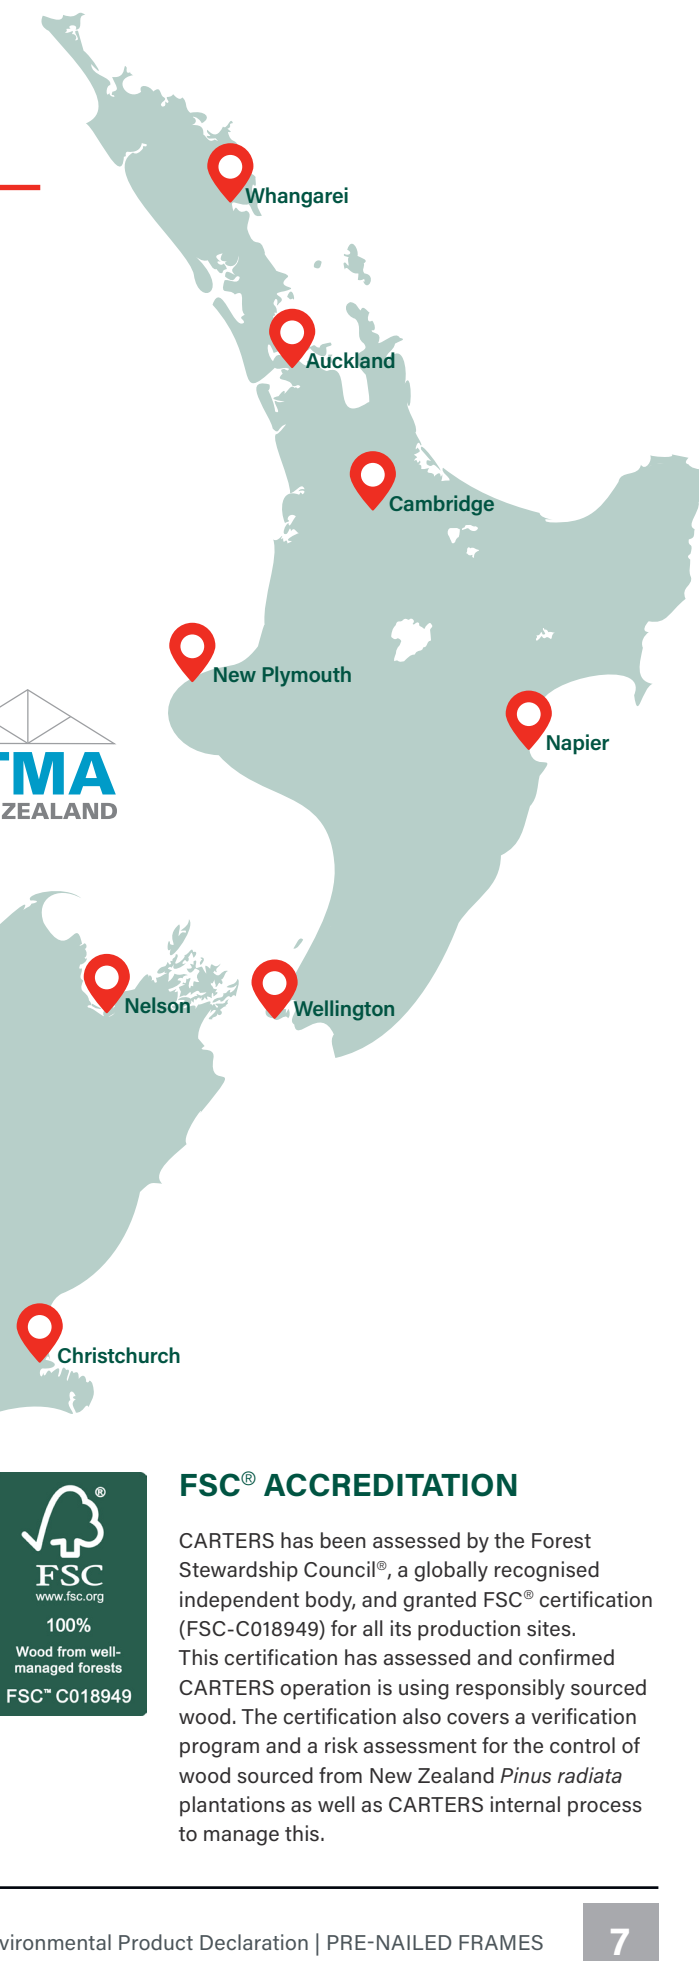 Whangarei
Auckland
Cambridge
New Plymouth
Napier
TMA
ZEALAND
Nelson
Wellington
Christchurch
®
FSC
www.fsc.org
100%
Wood from well-
managed forests
FSC™ C018949
FSC® ACCREDITATION
CARTERS has been assessed by the Forest
Stewardship Council®, a globally recognised
independent body, and granted FSC® certification
(FSC-C018949) for all its production sites.
This certification has assessed and confirmed
CARTERS operation is using responsibly sourced
wood. The certification also covers a verification
program and a risk assessment for the control of
wood sourced from New Zealand Pinus radiata
plantations as well as CARTERS internal process
to manage this.
vironmental Product Declaration | PRE-NAILED FRAMES
7